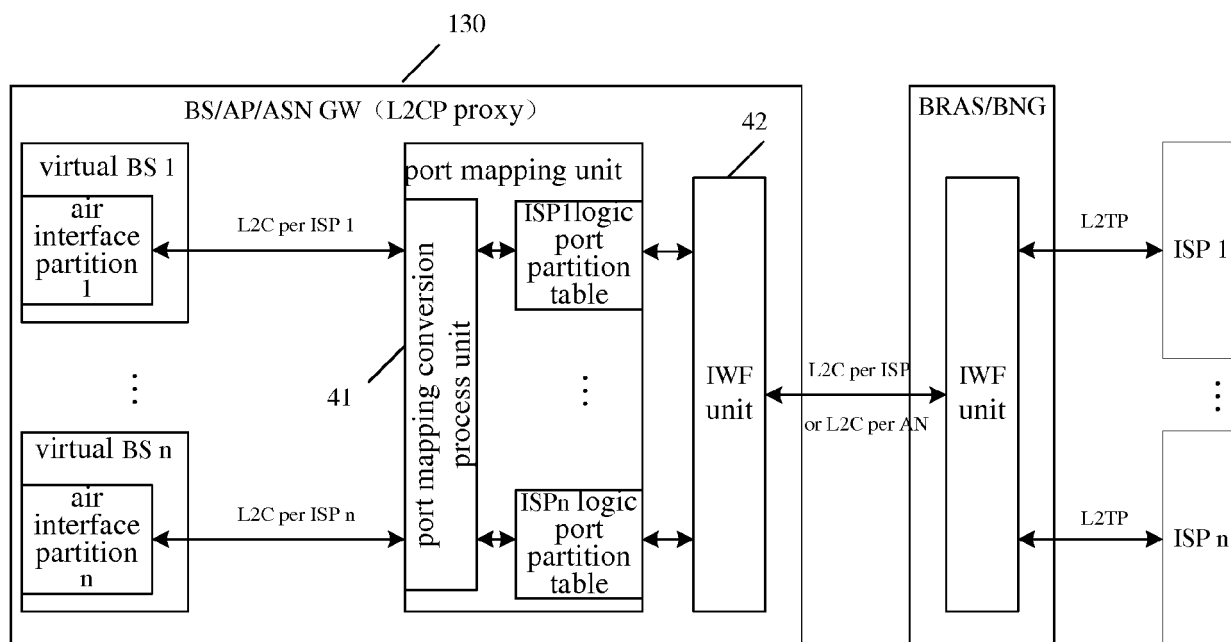 130
BS/AP/ASN GW（L2CP proxy）
BRAS/BNG
42
virtual BS 1
air
interface
partition
1
L2C per ISP 1
port mapping unit
port mapping conversion
process unit
41
ISP1logic
port
partition
table
IWF
unit
L2C per ISP
or L2C per AN
IWF
unit
L2TP
ISP 1
⋮
⋮
⋮
virtual BS n
air
interface
partition
n
L2C per ISP n
ISPn logic
port
partition
table
L2TP
ISP n